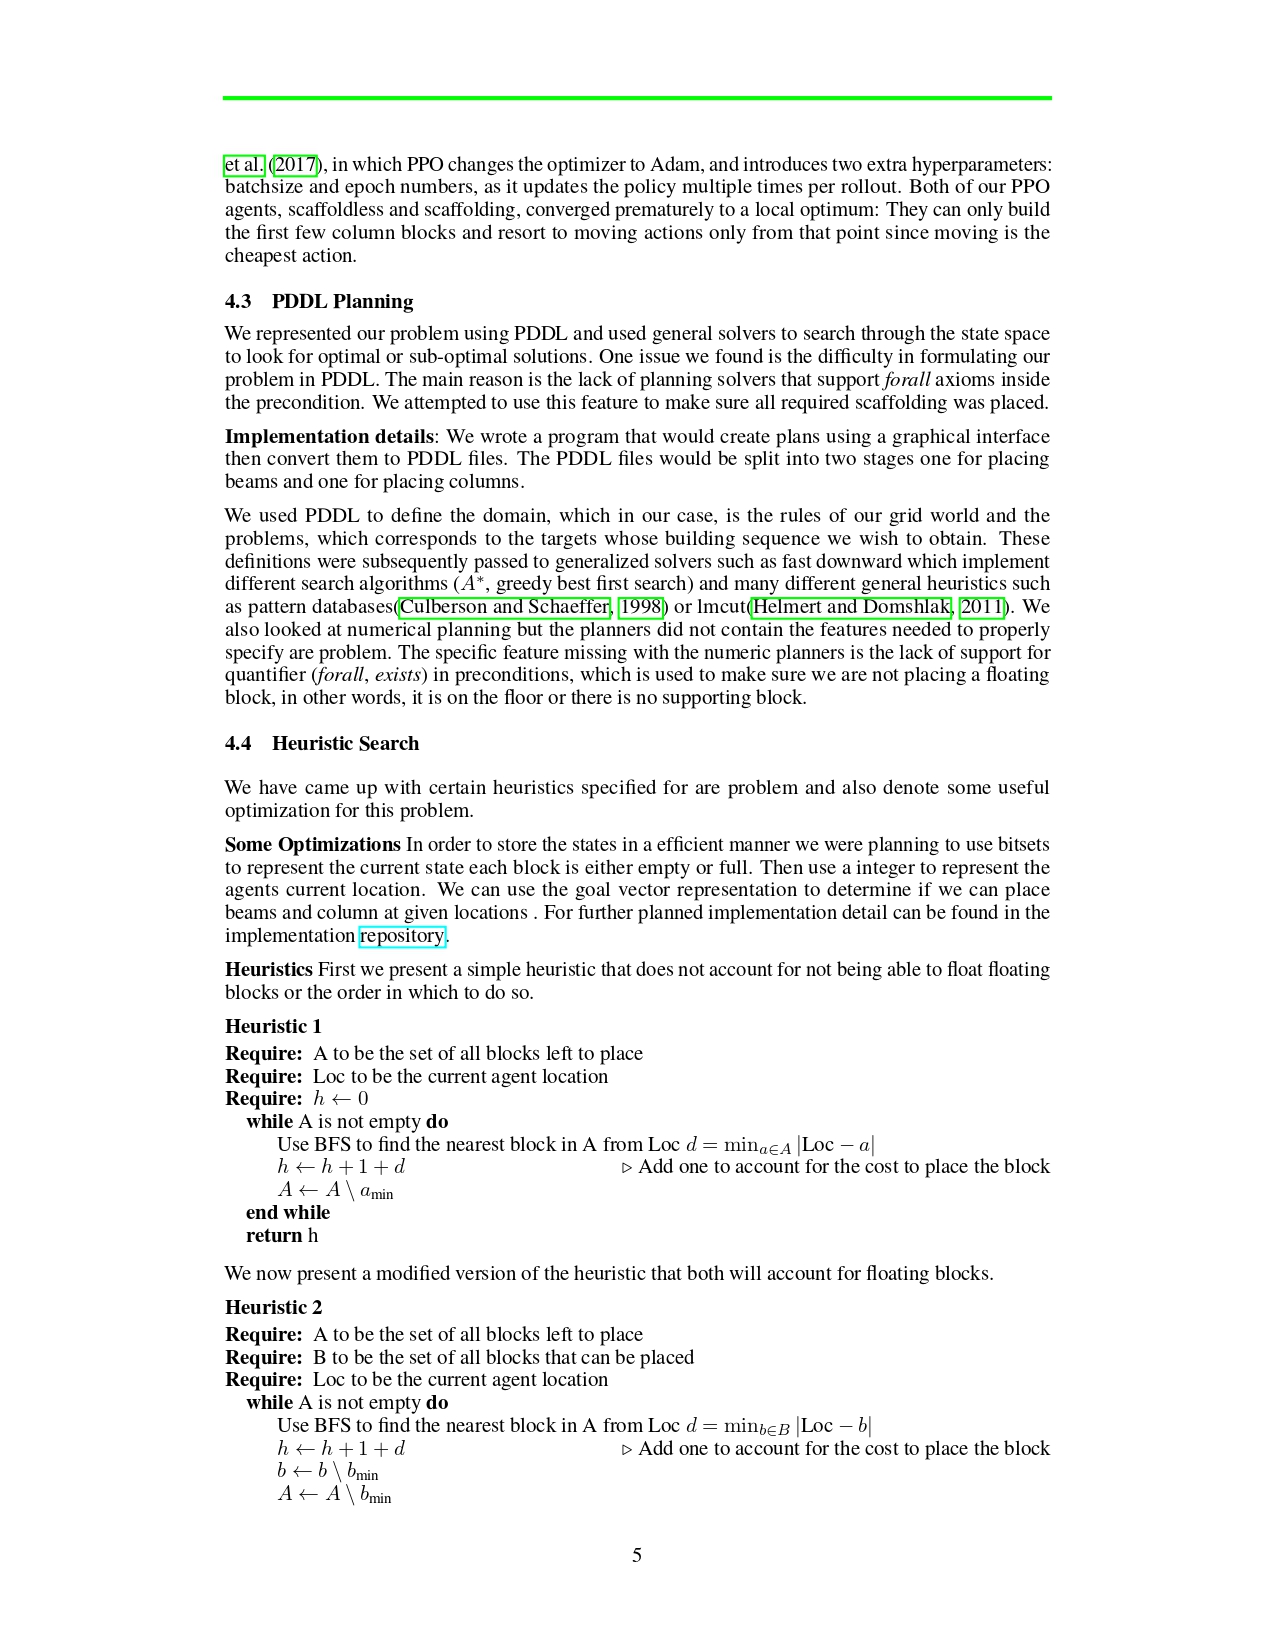 et al. (2017), in which PPO changes the optimizer to Adam, and introduces two extra hyperparameters:
batchsize and epoch numbers, as it updates the policy multiple times per rollout. Both of our PPO
agents, scaffoldless and scaffolding, converged prematurely to a local optimum: They can only build
the first few column blocks and resort to moving actions only from that point since moving is the
cheapest action.
4.3 PDDL Planning
We represented our problem using PDDL and used general solvers to search through the state space
to look for optimal or sub-optimal solutions. One issue we found is the difficulty in formulating our
problem in PDDL. The main reason is the lack of planning solvers that support forall axioms inside
the precondition. We attempted to use this feature to make sure all required scaffolding was placed.
Implementation details: We wrote a program that would create plans using a graphical interface
then convert them to PDDL files. The PDDL files would be split into two stages one for placing
beams and one for placing columns.
We used PDDL to define the domain, which in our case, is the rules of our grid world and the
problems, which corresponds to the targets whose building sequence we wish to obtain. These
definitions were subsequently passed to generalized solvers such as fast downward which implement
different search algorithms (A*, greedy best first search) and many different general heuristics such
as pattern databases(Culberson and Schaeffer, 1998) or lmcut(Helmert and Domshlak, 2011). We
also looked at numerical planning but the planners did not contain the features needed to properly
specify are problem. The specific feature missing with the numeric planners is the lack of support for
quantifier (forall, exists) in preconditions, which is used to make sure we are not placing a floating
block, in other words, it is on the floor or there is no supporting block.
4.4 Heuristic Search
We have came up with certain heuristics specified for are problem and also denote some useful
optimization for this problem.
Some Optimizations In order to store the states in a efficient manner we were planning to use bitsets
to represent the current state each block is either empty or full. Then use a integer to represent the
agents current location. We can use the goal vector representation to determine if we can place
beams and column at given locations . For further planned implementation detail can be found in the
implementation repository.
Heuristics First we present a simple heuristic that does not account for not being able to float floating
blocks or the order in which to do so.
Heuristic 1
Require: A to be the set of all blocks left to place
Require: Loc to be the current agent location
Require: h ← 0
while A is not empty do
Use BFS to find the nearest block in A from Loc d = min_{a∈A} |Loc − a|
h ← h + 1 + d ▷ Add one to account for the cost to place the block
A ← A \ a_min
end while
return h
We now present a modified version of the heuristic that both will account for floating blocks.
Heuristic 2
Require: A to be the set of all blocks left to place
Require: B to be the set of all blocks that can be placed
Require: Loc to be the current agent location
while A is not empty do
Use BFS to find the nearest block in A from Loc d = min_{b∈B} |Loc − b|
h ← h + 1 + d ▷ Add one to account for the cost to place the block
b ← b \ b_min
A ← A \ b_min
5